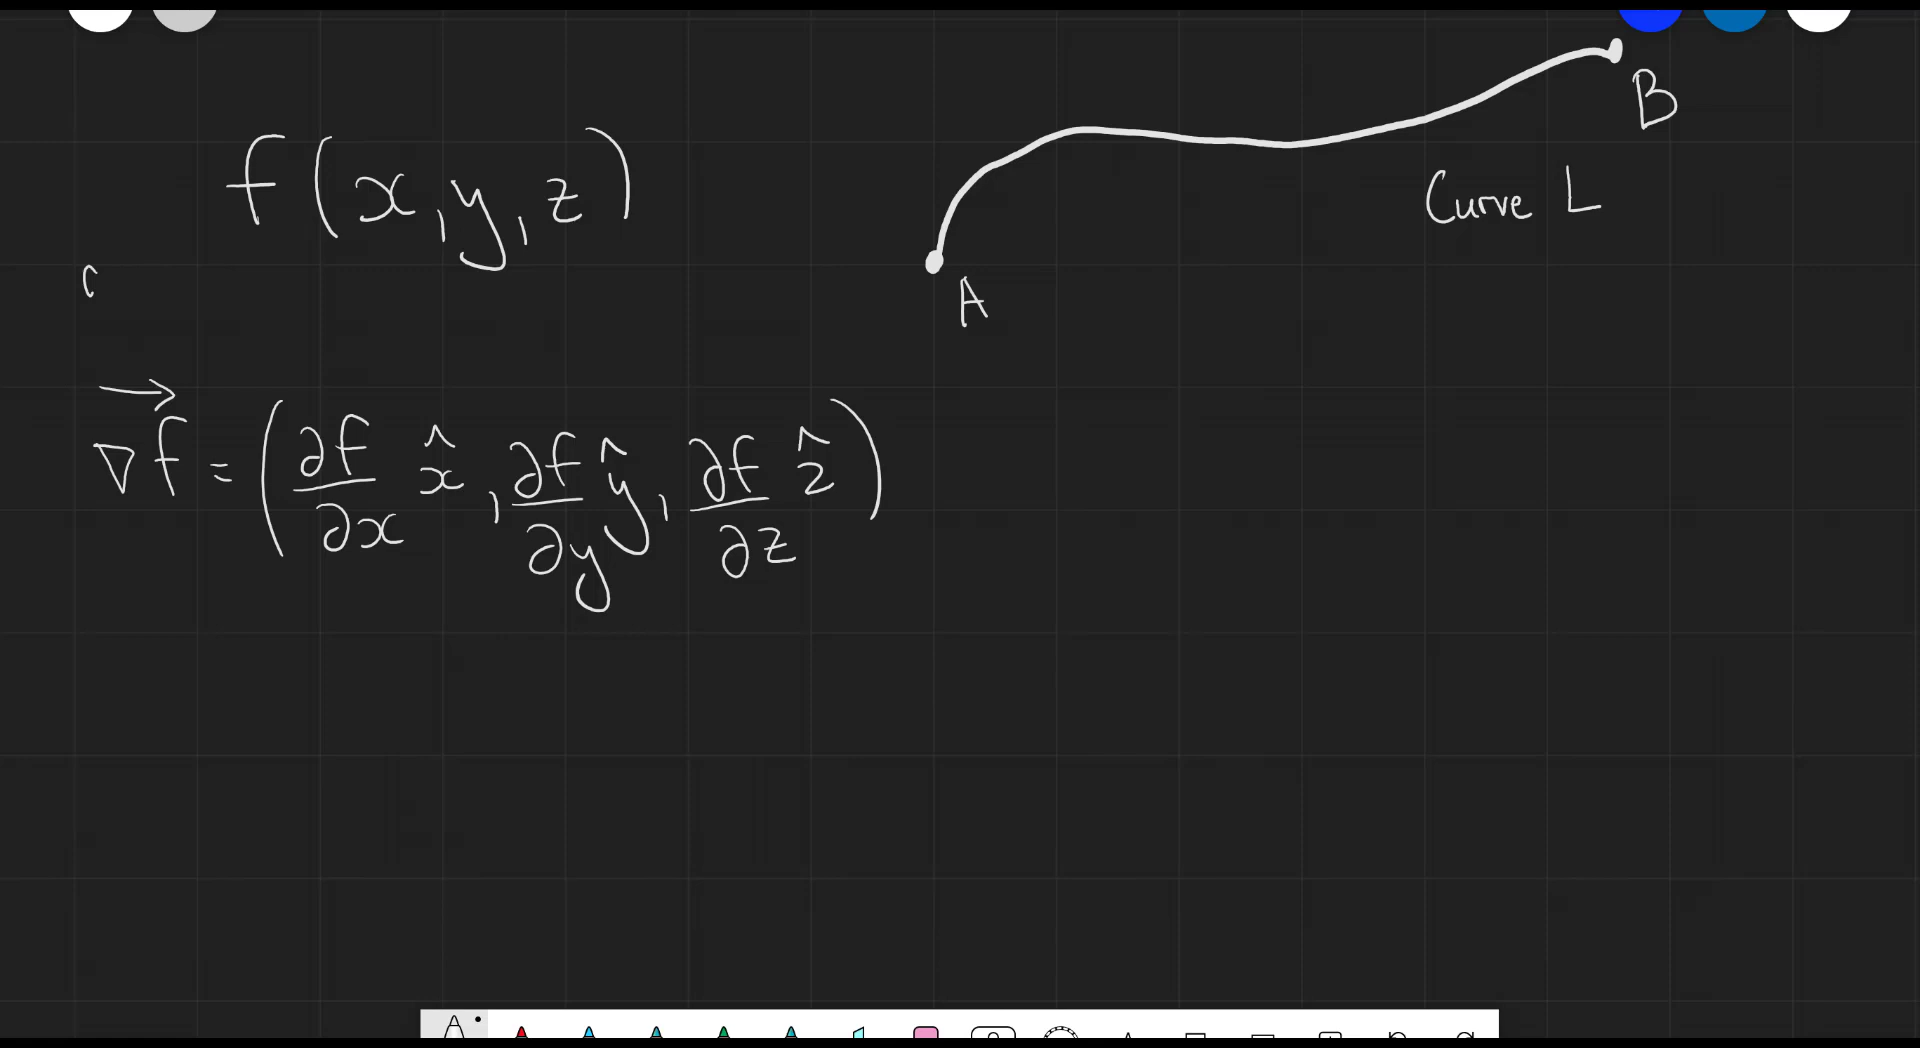 f(x,y,z)
B
Curve L
A
∇f⃗ = (∂f/∂x x̂, ∂f/∂y ŷ, ∂f/∂z ẑ)